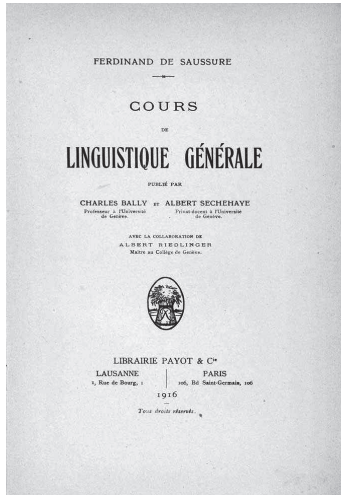 FERDINAND DE SAUSSURE
COURS
DE
LINGUISTIQUE GÉNÉRALE
PUBLIÉ PAR
CHARLES BALLY ET ALBERT SECHEHAYE
Professeur à l'Université Privat-docent à l'Université
de Genève. de Genève.
AVEC LA COLLABORATION DE
ALBERT RIEDLINGER
Maître au Collège de Genève.
LIBRAIRIE PAYOT & Cie
LAUSANNE PARIS
1, Rue de Bourg, 1 106, Bd Saint-Germain, 106
1916
Tous droits réservés.